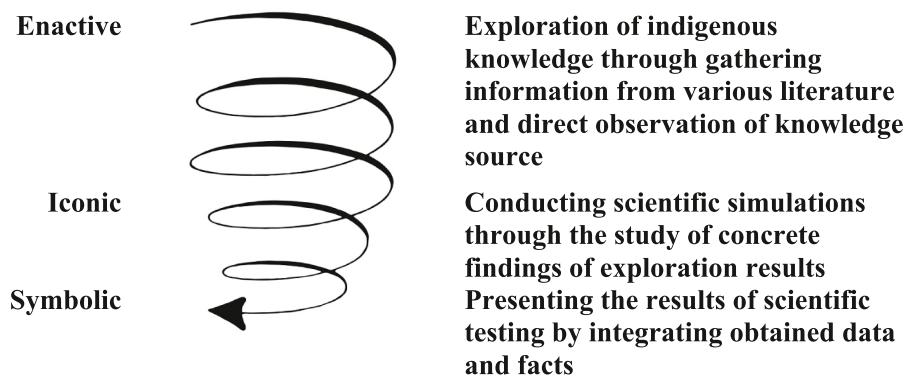 Enactive
Exploration of indigenous
knowledge through gathering
information from various literature
and direct observation of knowledge
source
Iconic
Conducting scientific simulations
through the study of concrete
findings of exploration results
Symbolic
Presenting the results of scientific
testing by integrating obtained data
and facts